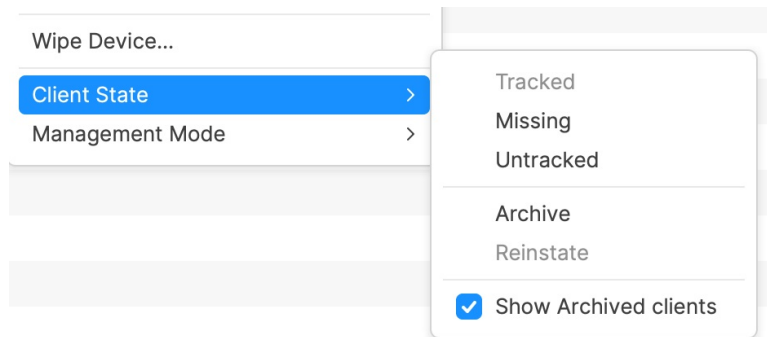 Wipe Device...
Client State
Management Mode
Tracked
Missing
Untracked
Archive
Reinstate
Show Archived clients